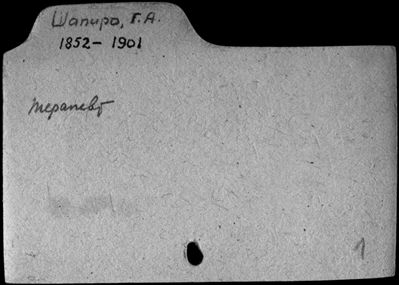 Шапиро, Г.А.
1852-1901
терапевт
1